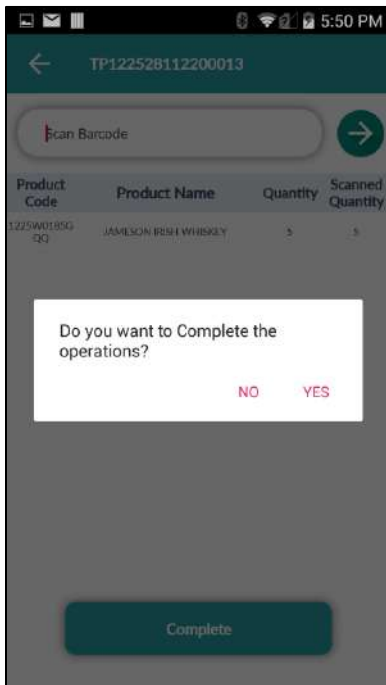 5:50 PM
TP122528112200013
Scan Barcode
Product Code Product Name Quantity Scanned Quantity
JAMESON IRISH WHISKEY 5 5
Do you want to Complete the
operations?
NO YES
Complete